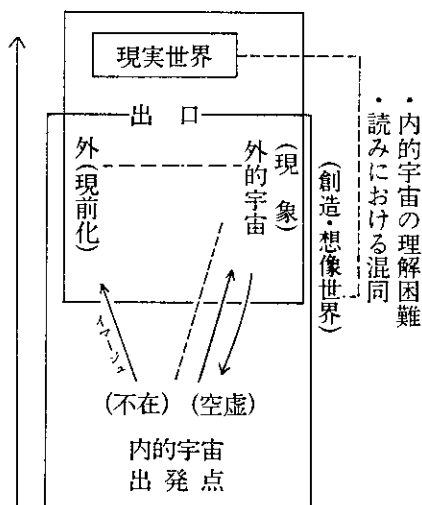 現実世界
出口
外(現前化)
外的宇宙
(現象)
(創造・想像世界)
・内的宇宙の理解困難
・読みにおける混同
イマージュ
(不在) (空虚)
内的宇宙
出発点